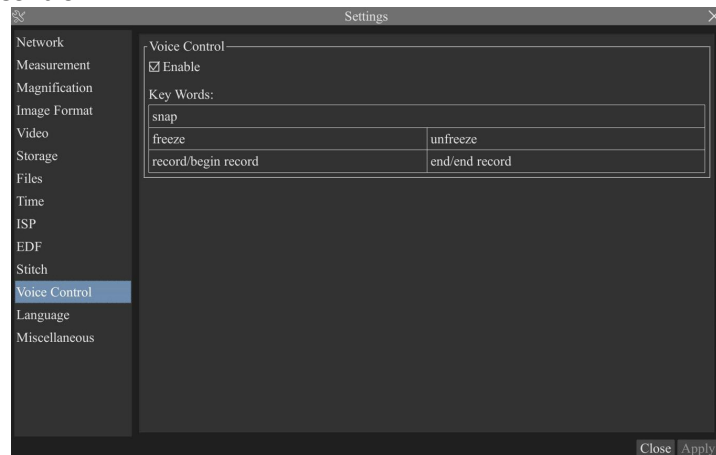 Settings
Network
Measurement
Magnification
Image Format
Video
Storage
Files
Time
ISP
EDF
Stitch
Voice Control
Language
Miscellaneous
Voice Control
Enable
Key Words:
snap
freeze unfreeze
record/begin record end/end record
Close Apply